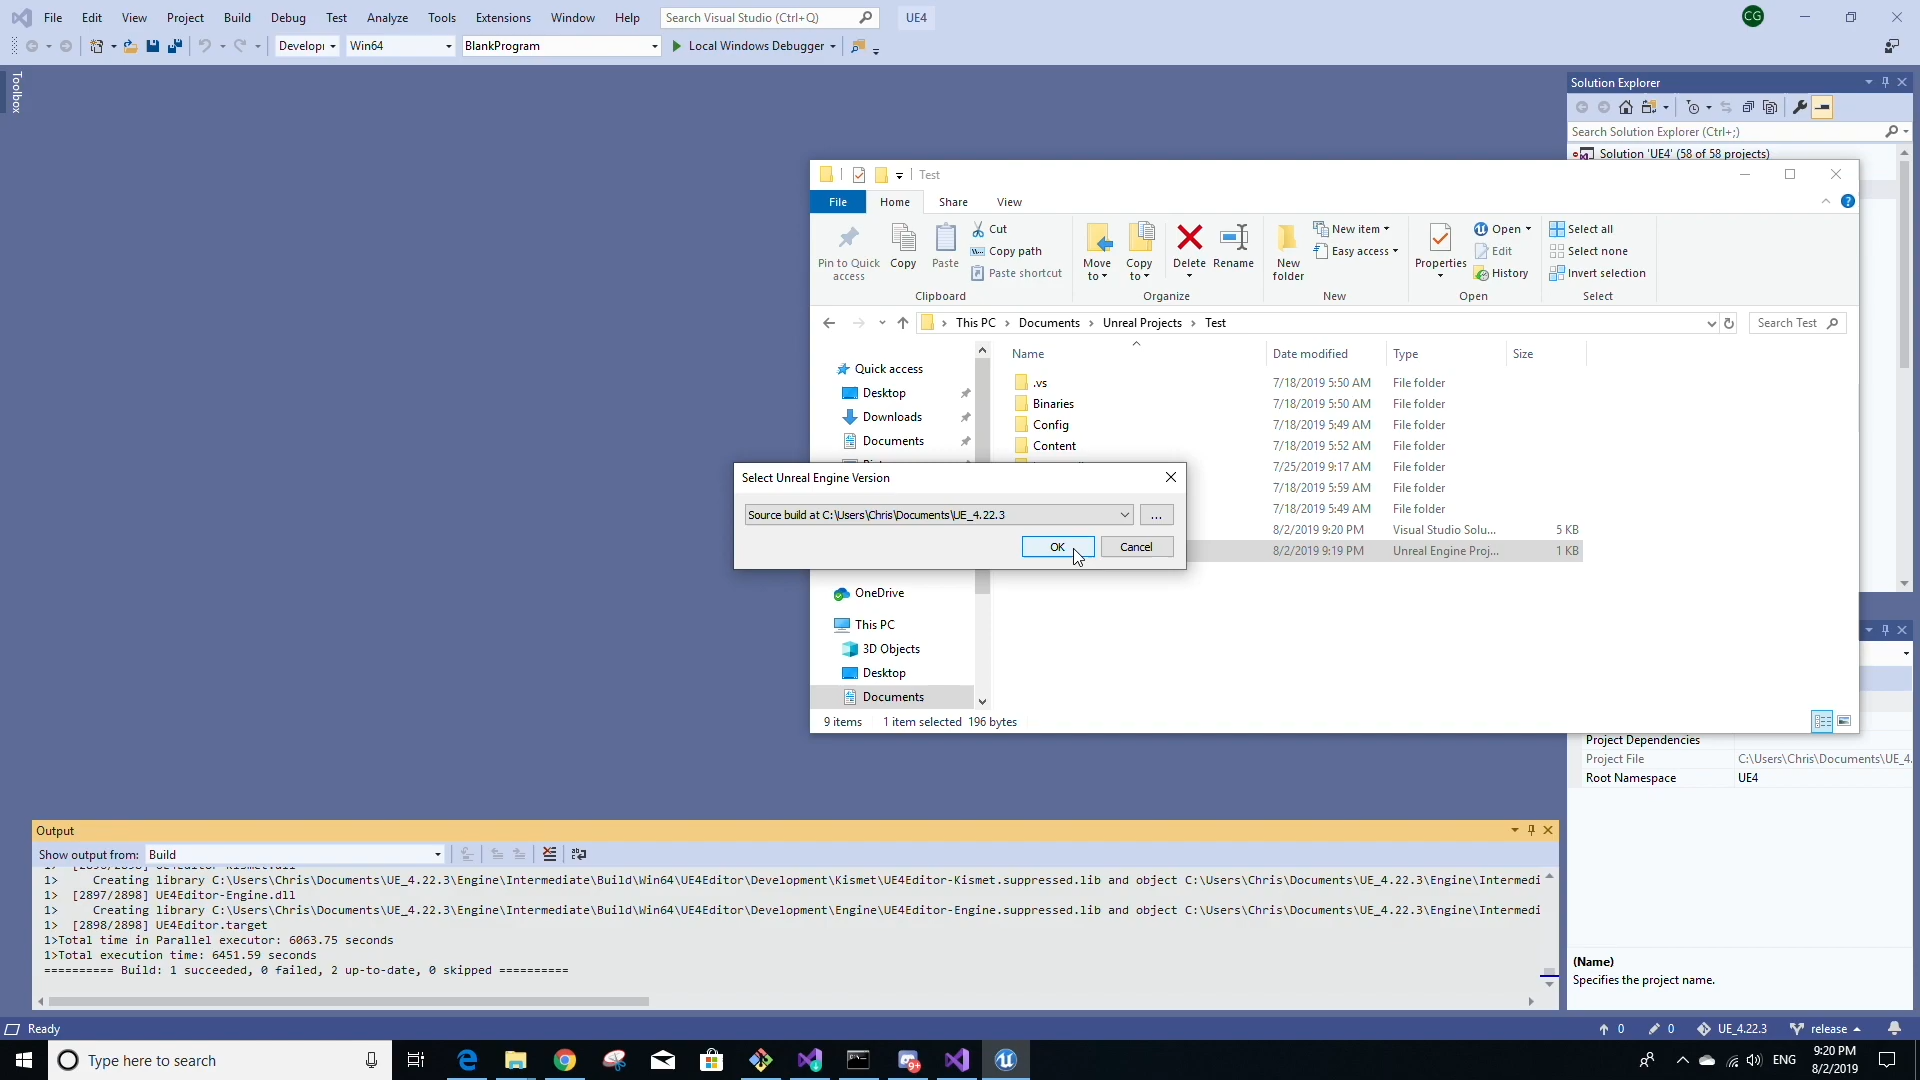 File Edit View Project Build Debug Test Analyze Tools Extensions Window Help Search Visual Studio (Ctrl+Q) UE4 CG
Develop Win64 BlankProgram Local Windows Debugger
Toolbox
Solution Explorer
Search Solution Explorer (Ctrl+;)
Solution 'UE4' (58 of 58 projects)
Test
File Home Share View
Pin to Quick access
Copy
Paste
Cut
Copy path
Paste shortcut
Clipboard
Move to
Copy to
Delete
Rename
Organize
New folder
New item
Easy access
New
Properties
Open
Edit
History
Open
Select all
Select none
Invert selection
Select
This PC > Documents > Unreal Projects > Test
Search Test
Name Date modified Type Size
Quick access
Desktop
Downloads
Documents
.vs 7/18/2019 5:50 AM File folder
Binaries 7/18/2019 5:50 AM File folder
Config 7/18/2019 5:49 AM File folder
Content 7/18/2019 5:52 AM File folder
7/25/2019 9:17 AM File folder
7/18/2019 5:59 AM File folder
7/18/2019 5:49 AM File folder
8/2/2019 9:20 PM Visual Studio Solu... 5 KB
8/2/2019 9:19 PM Unreal Engine Proj... 1 KB
Select Unreal Engine Version
Source build at C:\Users\Chris\Documents\UE_4.22.3
...
OK Cancel
OneDrive
This PC
3D Objects
Desktop
Documents
9 items 1 item selected 196 bytes
Project Dependencies
Project File C:\Users\Chris\Documents\UE_4.
Root Namespace UE4
(Name)
Specifies the project name.
Output
Show output from: Build
1> Creating library C:\Users\Chris\Documents\UE_4.22.3\Engine\Intermediate\Build\Win64\UE4Editor\Development\Kismet\UE4Editor-Kismet.suppressed.lib and object C:\Users\Chris\Documents\UE_4.22.3\Engine\Intermedi
1> [2897/2898] UE4Editor-Engine.dll
1> Creating library C:\Users\Chris\Documents\UE_4.22.3\Engine\Intermediate\Build\Win64\UE4Editor\Development\Engine\UE4Editor-Engine.suppressed.lib and object C:\Users\Chris\Documents\UE_4.22.3\Engine\Intermedi
1> [2898/2898] UE4Editor.target
1>Total time in Parallel executor: 6063.75 seconds
1>Total execution time: 6451.59 seconds
========== Build: 1 succeeded, 0 failed, 2 up-to-date, 0 skipped ==========
Ready 0 0 UE_4.22.3 release
Type here to search
9+
ENG
9:20 PM
8/2/2019